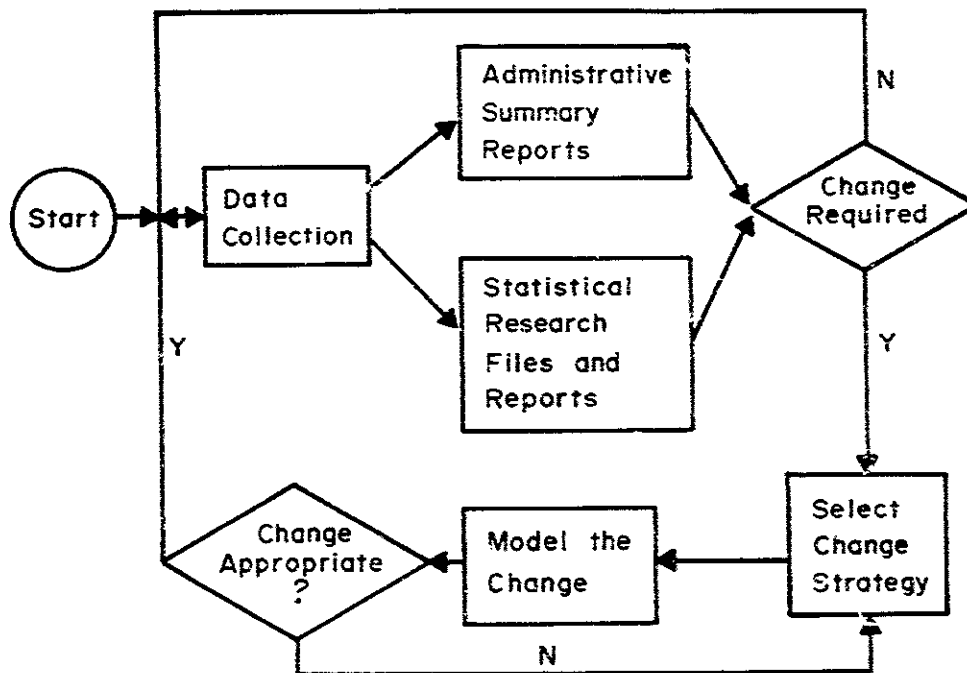 Start
Data
Collection
Administrative
Summary
Reports
Statistical
Research
Files and
Reports
Change
Required
N
Y
Select
Change
Strategy
Model the
Change
Change
Appropriate
?
Y
N